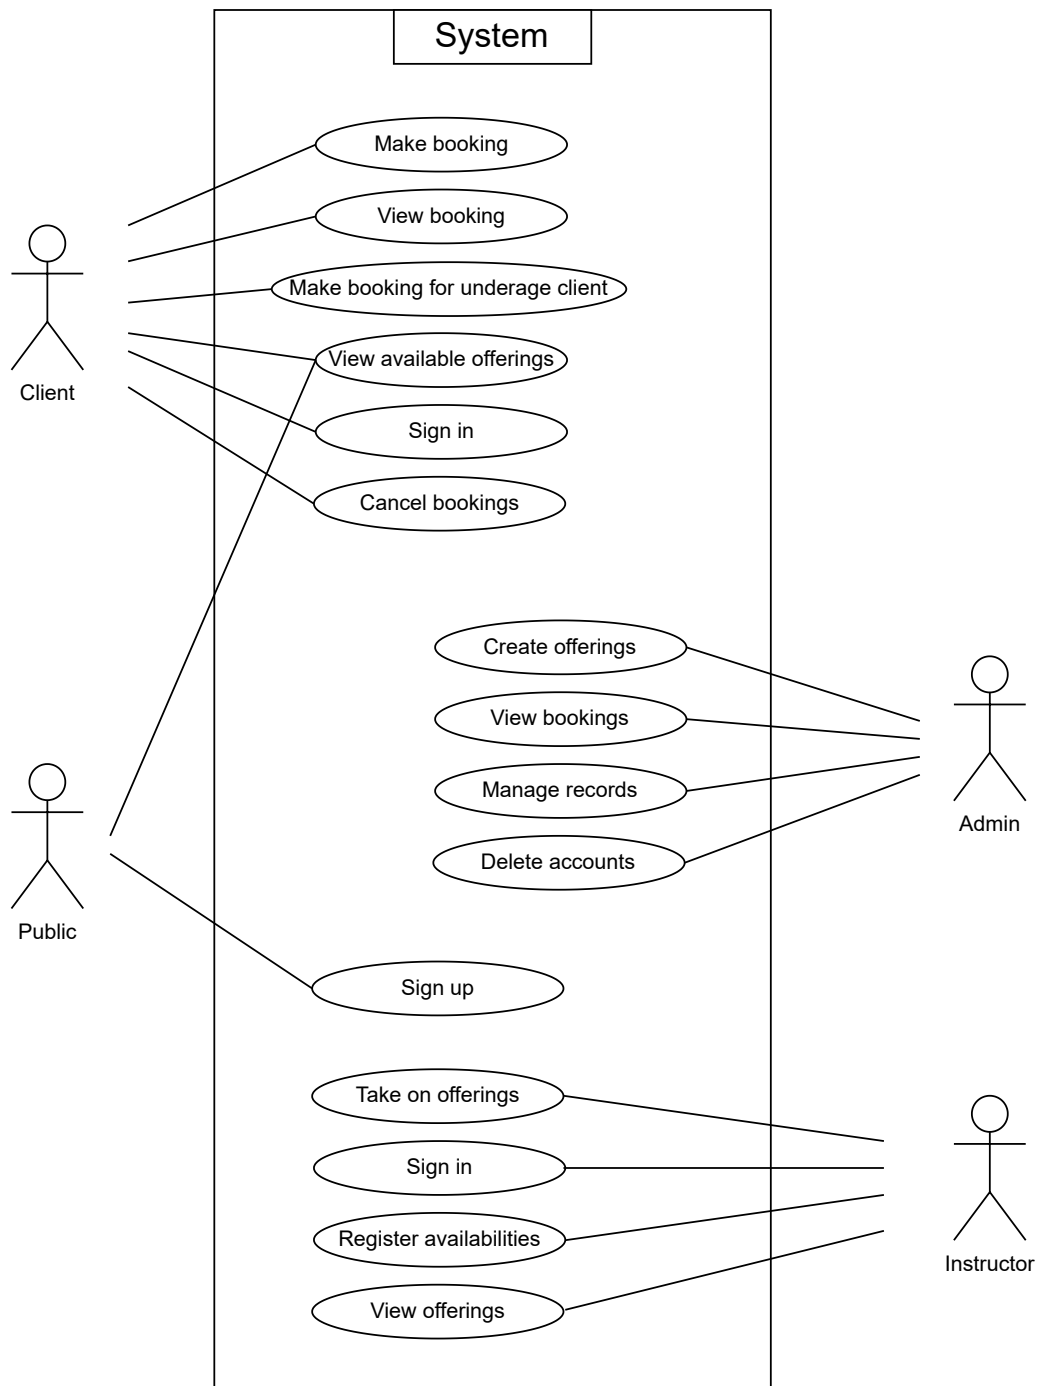 System
Make booking
View booking
Make booking for underage client
View available offerings
Sign in
Cancel bookings
Client
Create offerings
View bookings
Manage records
Delete accounts
Admin
Public
Sign up
Take on offerings
Sign in
Register availabilities
View offerings
Instructor